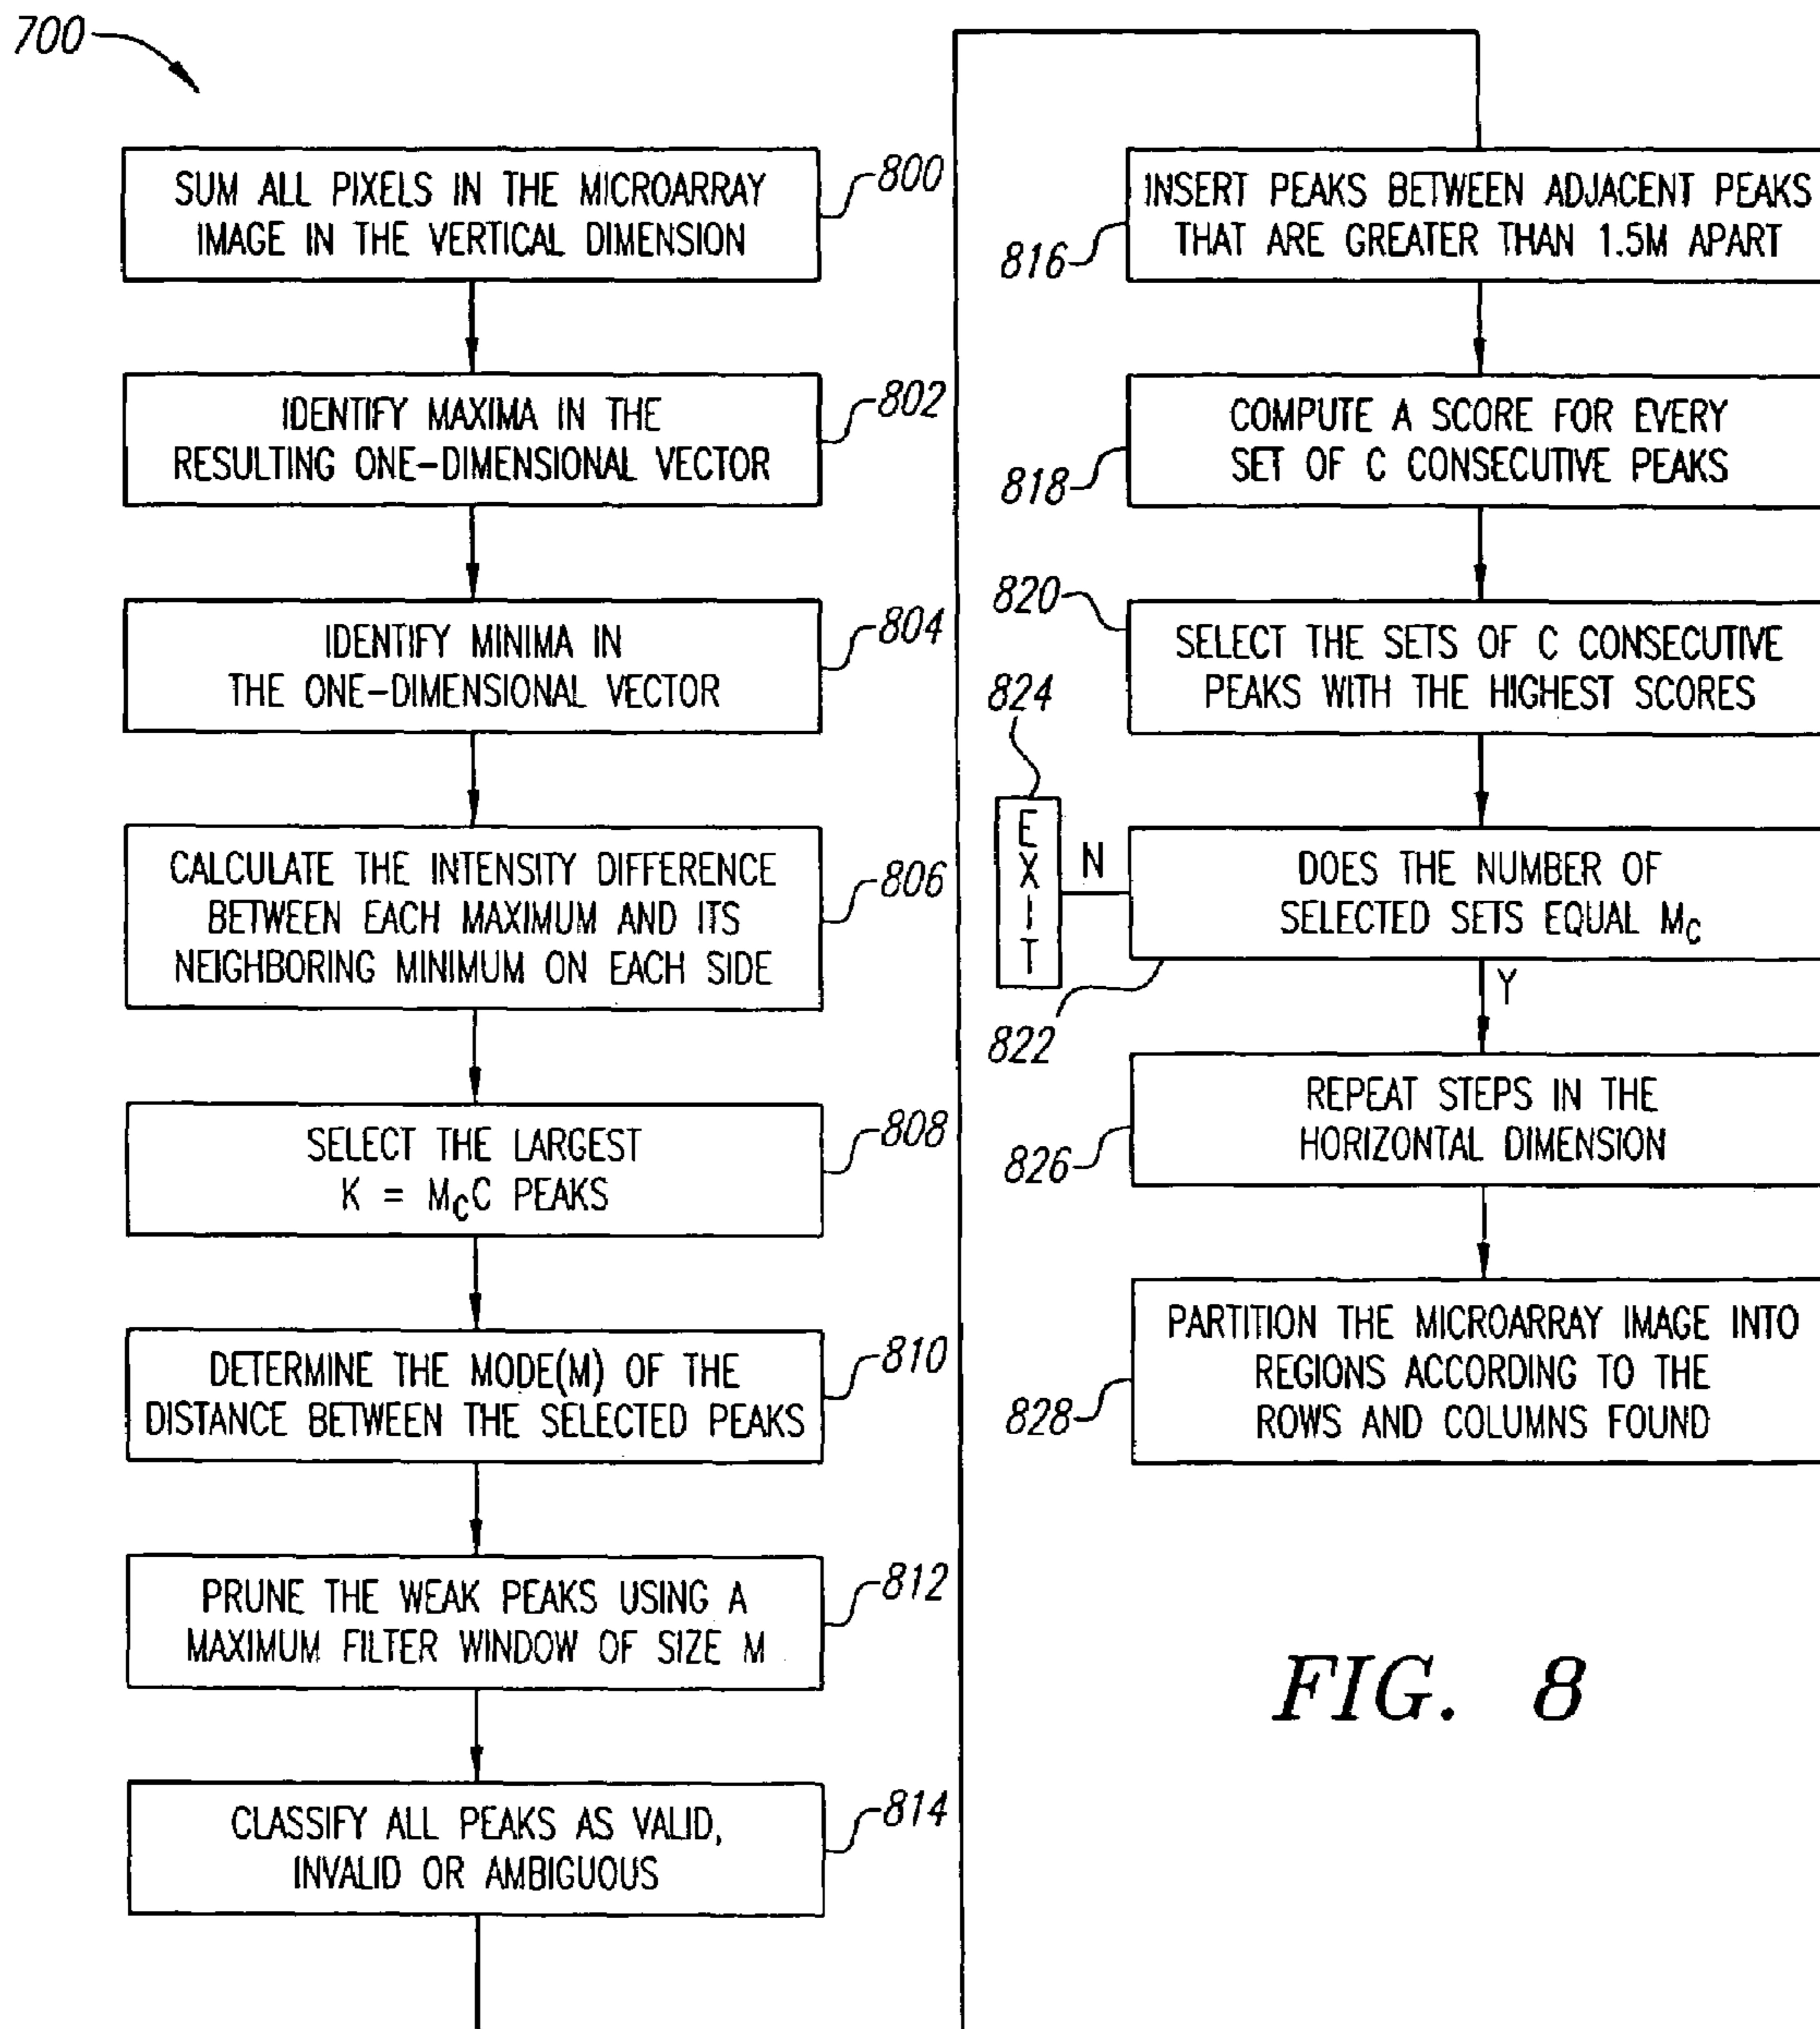 700
SUM ALL PIXELS IN THE MICROARRAY
IMAGE IN THE VERTICAL DIMENSION
800
IDENTIFY MAXIMA IN THE
RESULTING ONE-DIMENSIONAL VECTOR
802
IDENTIFY MINIMA IN
THE ONE-DIMENSIONAL VECTOR
804
CALCULATE THE INTENSITY DIFFERENCE
BETWEEN EACH MAXIMUM AND ITS
NEIGHBORING MINIMUM ON EACH SIDE
806
SELECT THE LARGEST
K = MCC PEAKS
808
DETERMINE THE MODE(M) OF THE
DISTANCE BETWEEN THE SELECTED PEAKS
810
PRUNE THE WEAK PEAKS USING A
MAXIMUM FILTER WINDOW OF SIZE M
812
CLASSIFY ALL PEAKS AS VALID,
INVALID OR AMBIGUOUS
814
INSERT PEAKS BETWEEN ADJACENT PEAKS
THAT ARE GREATER THAN 1.5M APART
816
COMPUTE A SCORE FOR EVERY
SET OF C CONSECUTIVE PEAKS
818
820
SELECT THE SETS OF C CONSECUTIVE
PEAKS WITH THE HIGHEST SCORES
824
EXIT
N
DOES THE NUMBER OF
SELECTED SETS EQUAL MC
822
Y
REPEAT STEPS IN THE
HORIZONTAL DIMENSION
826
PARTITION THE MICROARRAY IMAGE INTO
REGIONS ACCORDING TO THE
ROWS AND COLUMNS FOUND
828
FIG. 8